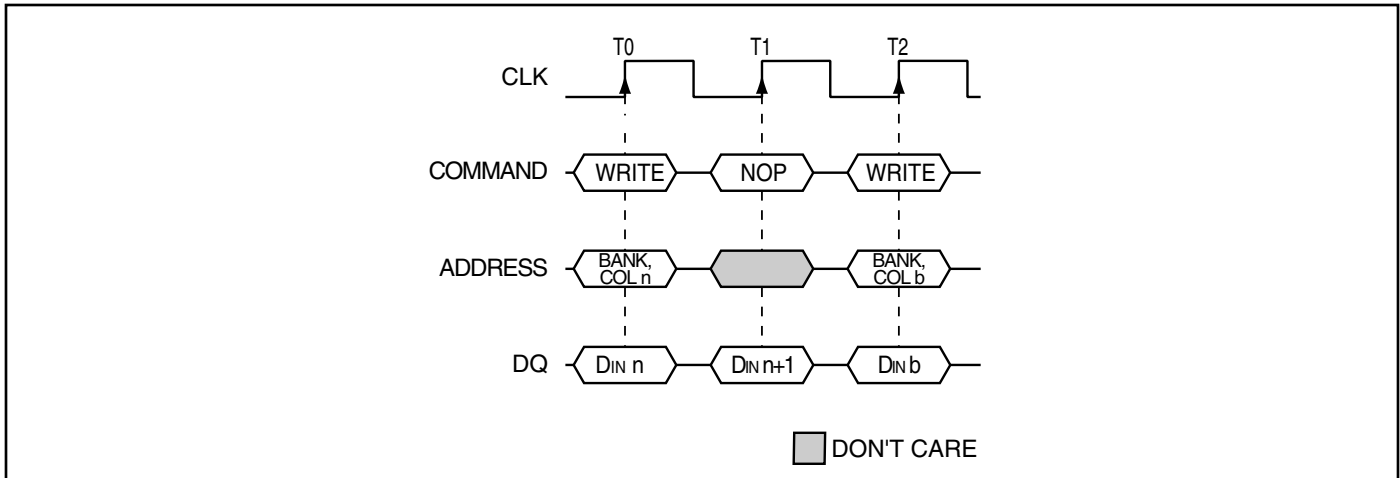 T0 T1 T2
CLK
COMMAND WRITE NOP WRITE
ADDRESS BANK, COL n BANK, COL b
DQ DIN n DIN n+1 DIN b
DON'T CARE